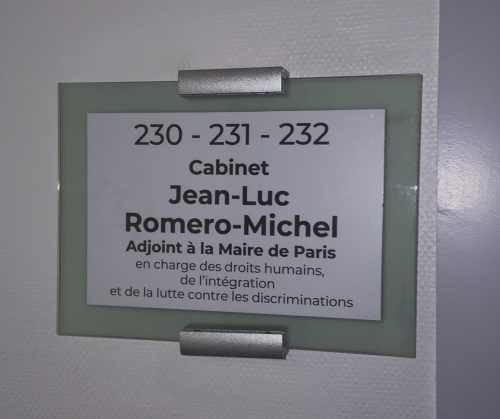 230 - 231 - 232
Cabinet
Jean-Luc
Romero-Michel
Adjoint à la Maire de Paris
en charge des droits humains,
de l'intégration
et de la lutte contre les discriminations